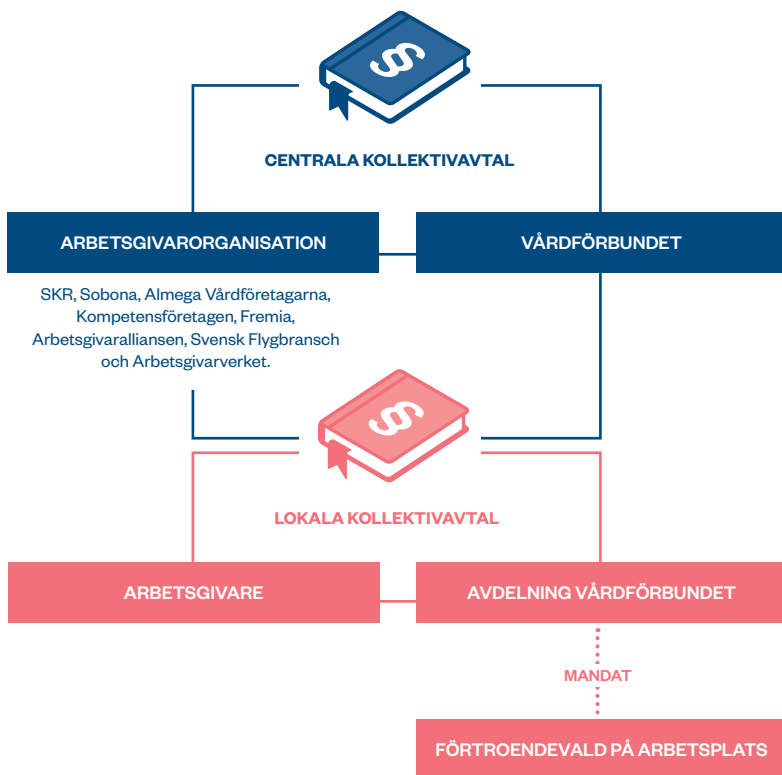 §
CENTRALA KOLLEKTIVAVTAL
ARBETSGIVARORGANISATION
VÅRDFÖRBUNDET
SKR, Sobona, Almega Vårdföretagarna,
Kompetensföretagen, Fremia,
Arbetsgivaralliansen, Svensk Flygbransch
och Arbetsgivarverket.
§
LOKALA KOLLEKTIVAVTAL
ARBETSGIVARE
AVDELNING VÅRDFÖRBUNDET
MANDAT
FÖRTROENDEVALD PÅ ARBETSPLATS